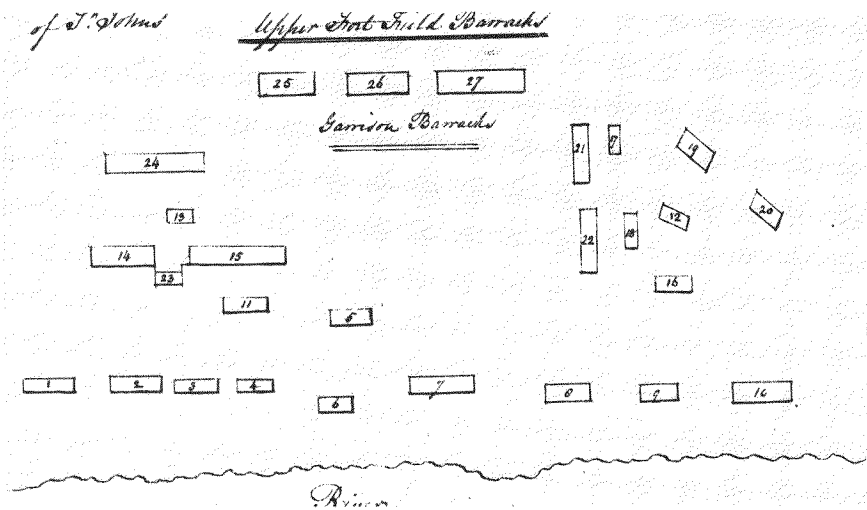 of St. Johns
Upper Fort Field Barracks
25 26 27
Garrison Barracks
21 17 19
24
13 12 20
22 18
14 15
23 16
11
5
1 2 3 4 7 8 9 10
6
River